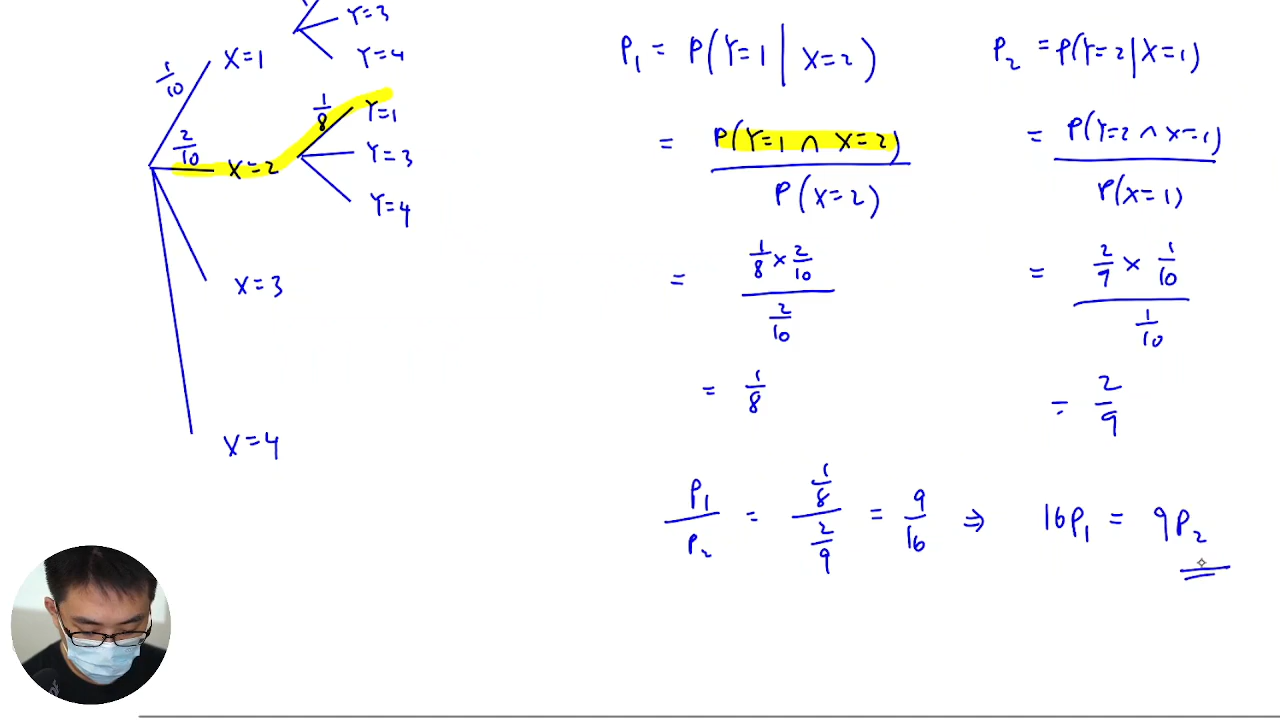 Y=3
X=1
Y=4
1/10
1/8
Y=1
2/10
X=2
Y=3
Y=4
X=3
X=4
P₁ = P(Y=1 | X=2)
= P(Y=1 ∩ X=2) / P(X=2)
= (1/8 × 2/10) / (2/10)
= 1/8
P₂ = P(Y=2 | X=1)
= P(Y=2 ∩ X=1) / P(X=1)
= (2/9 × 1/10) / (1/10)
= 2/9
P₁/P₂ = (1/8)/(2/9) = 9/16 ⇒ 16P₁ = 9P₂